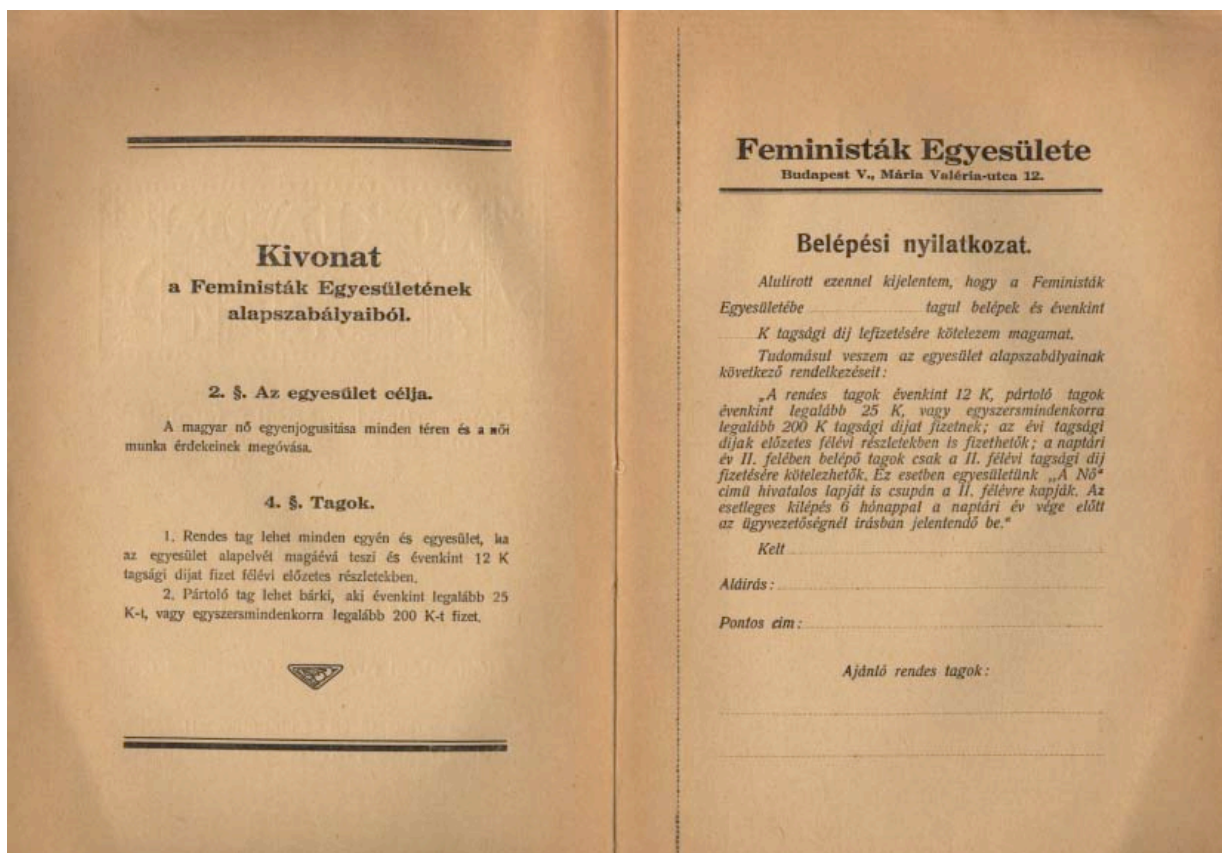 Kivonat
a Feministák Egyesületének
alapszabályaiból.
2. §. Az egyesület célja.
A magyar nő egyenjogusitása minden téren és a női
munka érdekeinek megóvása.
4. §. Tagok.
1. Rendes tag lehet minden egyén és egyesület, ha
az egyesület alapelvét magáévá teszi és évenkint 12 K
tagsági dijat fizet félévi előzetes részletekben.
2. Pártoló tag lehet bárki, aki évenkint legalább 25
K-t, vagy egyszersmindenkorra legalább 200 K-t fizet.
Feministák Egyesülete
Budapest V., Mária Valéria-utca 12.
Belépési nyilatkozat.
Alulirott ezennel kijelentem, hogy a Feministák
Egyesületébe tagul belépek és évenkint
K tagsági dij lefizetésére kötelezem magamat.
Tudomásul veszem az egyesület alapszabályainak
következő rendelkezéseit:
„A rendes tagok évenkint 12 K, pártoló tagok
évenkint legalább 25 K, vagy egyszersmindenkorra
legalább 200 K tagsági dijat fizetnek; az évi tagsági
dijak előzetes félévi részletekben is fizethetők; a naptári
év II. felében belépő tagok csak a II. félévi tagsági dij
fizetésére kötelezhetők. Ez esetben egyesületünk „A Nő“
cimü hivatalos lapját is csupán a II. félévre kapják. Az
esetleges kilépés 6 hónappal a naptári év vége előtt
az ügyvezetőségnél irásban jelentendő be.“
Kelt
Aláirás:
Pontos cim:
Ajánló rendes tagok: